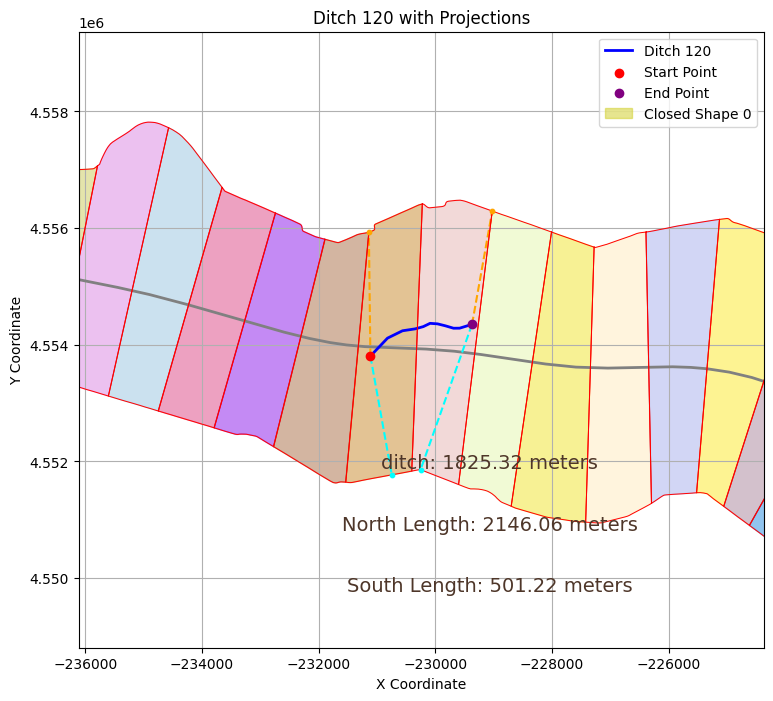 Ditch 120 with Projections
1e6
Ditch 120
Start Point
End Point
Closed Shape 0
4.558
4.556
4.554
4.552
4.550
Y Coordinate
ditch: 1825.32 meters
North Length: 2146.06 meters
South Length: 501.22 meters
−236000 −234000 −232000 −230000 −228000 −226000
X Coordinate